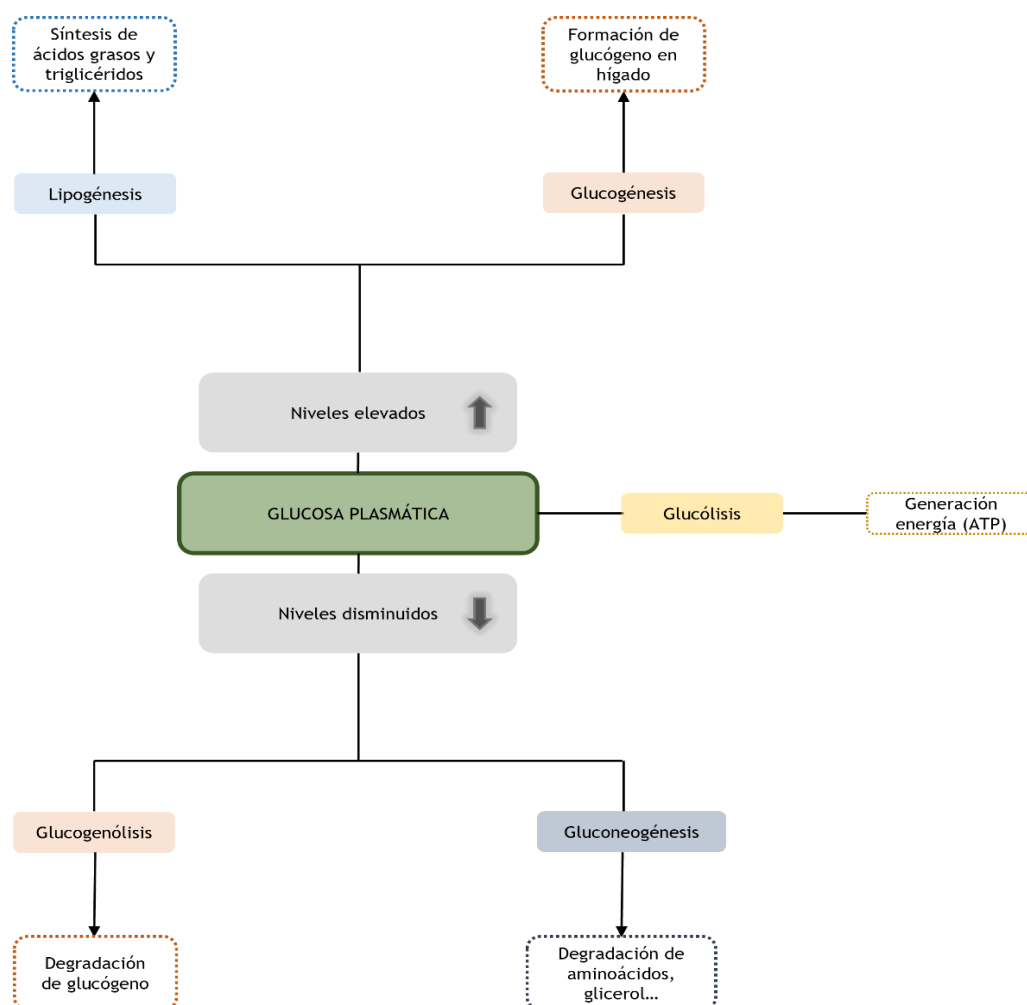 Síntesis de
ácidos grasos y
triglicéridos
Formación de
glucógeno en
hígado
Lipogénesis
Glucogénesis
Niveles elevados
GLUCOSA PLASMÁTICA
Glucólisis
Generación
energía (ATP)
Niveles disminuidos
Glucogenólisis
Gluconeogénesis
Degradación
de glucógeno
Degradación de
aminoácidos,
glicerol...